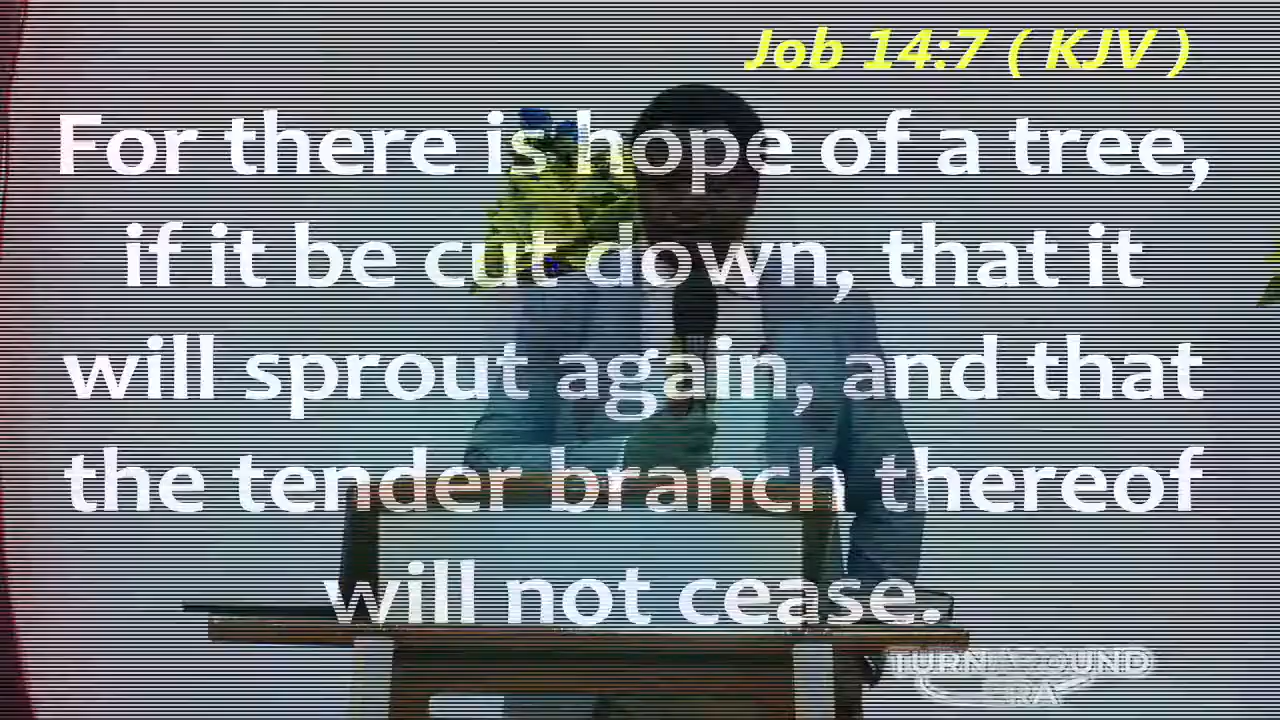 Job 14:7 ( KJV )
For there is hope of a tree,
if it be cut down, that it
will sprout again, and that
the tender branch thereof
will not cease.
TURNAROUND
ERA